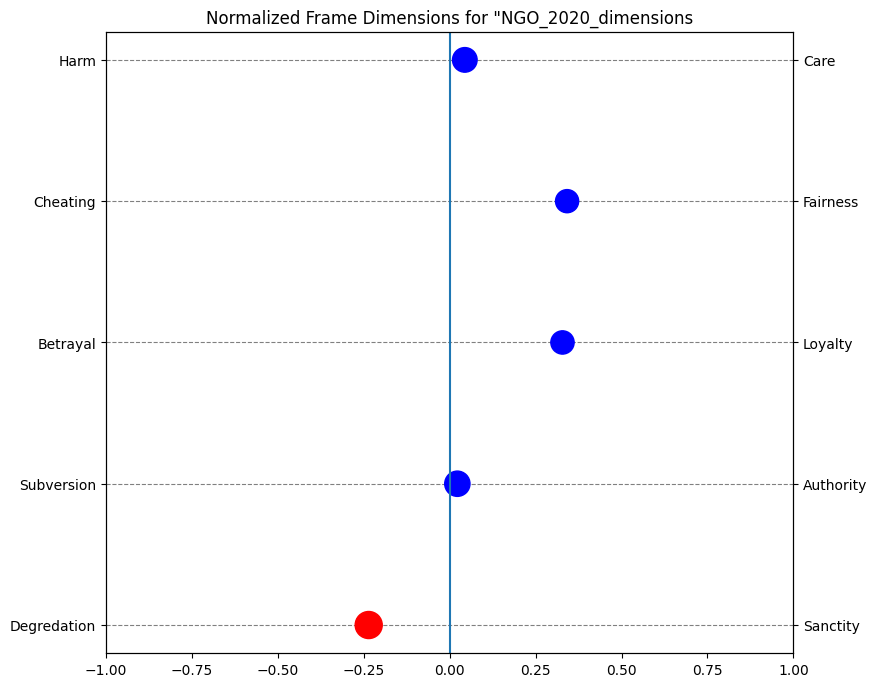 Normalized Frame Dimensions for "NGO_2020_dimensions
Harm Care
Cheating Fairness
Betrayal Loyalty
Subversion Authority
Degredation Sanctity
−1.00 −0.75 −0.50 −0.25 0.00 0.25 0.50 0.75 1.00